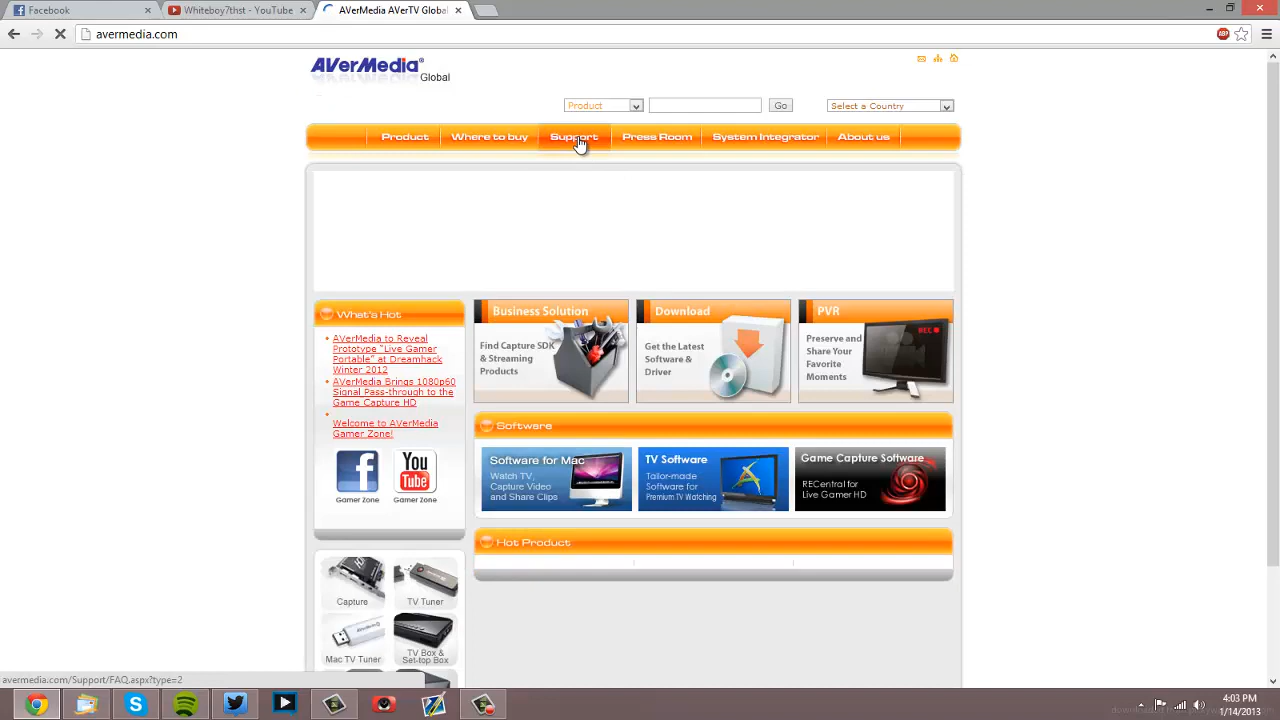 Facebook
Whiteboy7thst - YouTube
AVerMedia AVerTV Global
avermedia.com
ABP
AVerMedia® Global
Product
Go
Select a Country
Product
Where to buy
Support
Press Room
System Integrator
About us
What's Hot
AVerMedia to Reveal
Prototype “Live Gamer
Portable” at Dreamhack
Winter 2012
AVerMedia Brings 1080p60
Signal Pass-through to the
Game Capture HD
Welcome to AVerMedia
Gamer Zone!
You
Tube
Gamer Zone
Gamer Zone
Business Solution
Find Capture SDK
& Streaming
Products
Download
Get the Latest
Software &
Driver
PVR
Preserve and
Share Your
Favorite
Moments
REC
Software
Software for Mac
Watch TV,
Capture Video
and Share Clips
TV Software
Tailor-made
Software for
Premium TV Watching
Game Capture Software
RECentral for
Live Gamer HD
Hot Product
Capture
TV Tuner
Mac TV Tuner
TV Box &
Set-top Box
avermedia.com/Support/FAQ.aspx?type=2
4:03 PM
1/14/2013